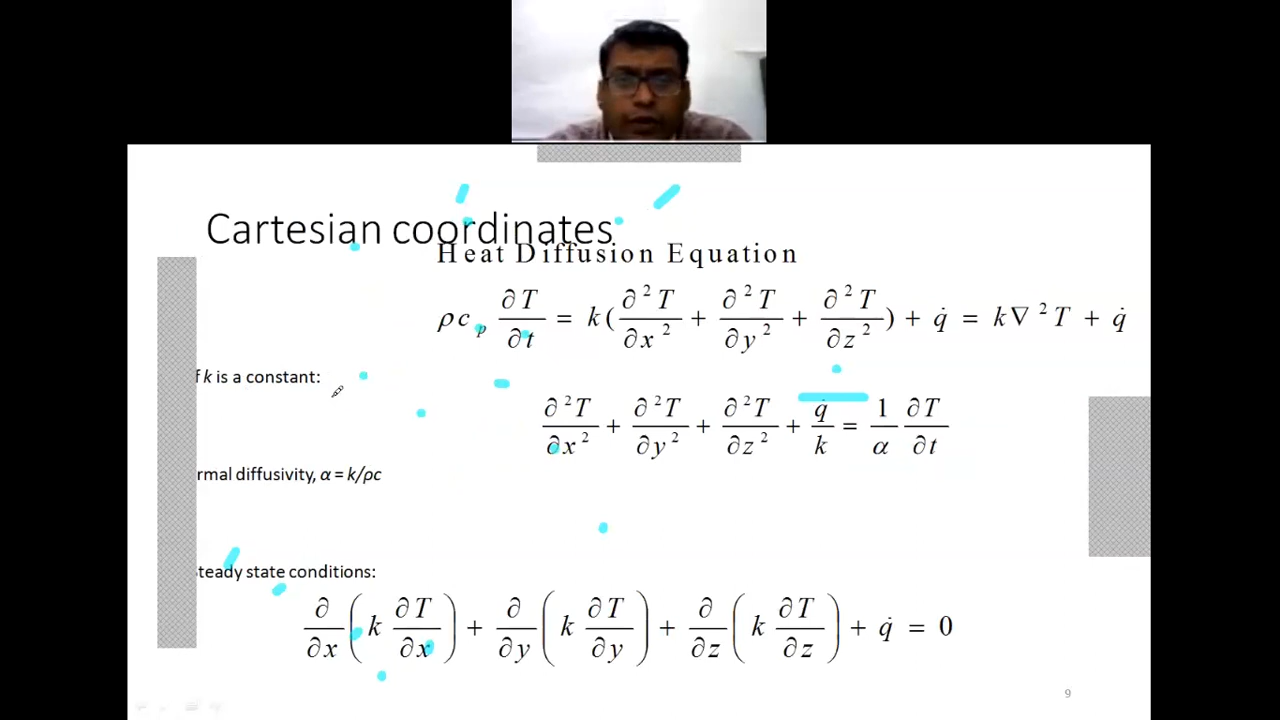 Cartesian coordinates
Heat Diffusion Equation
ρc_p ∂T/∂t = k(∂²T/∂x² + ∂²T/∂y² + ∂²T/∂z²) + q̇ = k∇²T + q̇
f k is a constant:
∂²T/∂x² + ∂²T/∂y² + ∂²T/∂z² + q̇/k = 1/α ∂T/∂t
rmal diffusivity, α = k/ρc
teady state conditions:
∂/∂x (k ∂T/∂x) + ∂/∂y (k ∂T/∂y) + ∂/∂z (k ∂T/∂z) + q̇ = 0
9